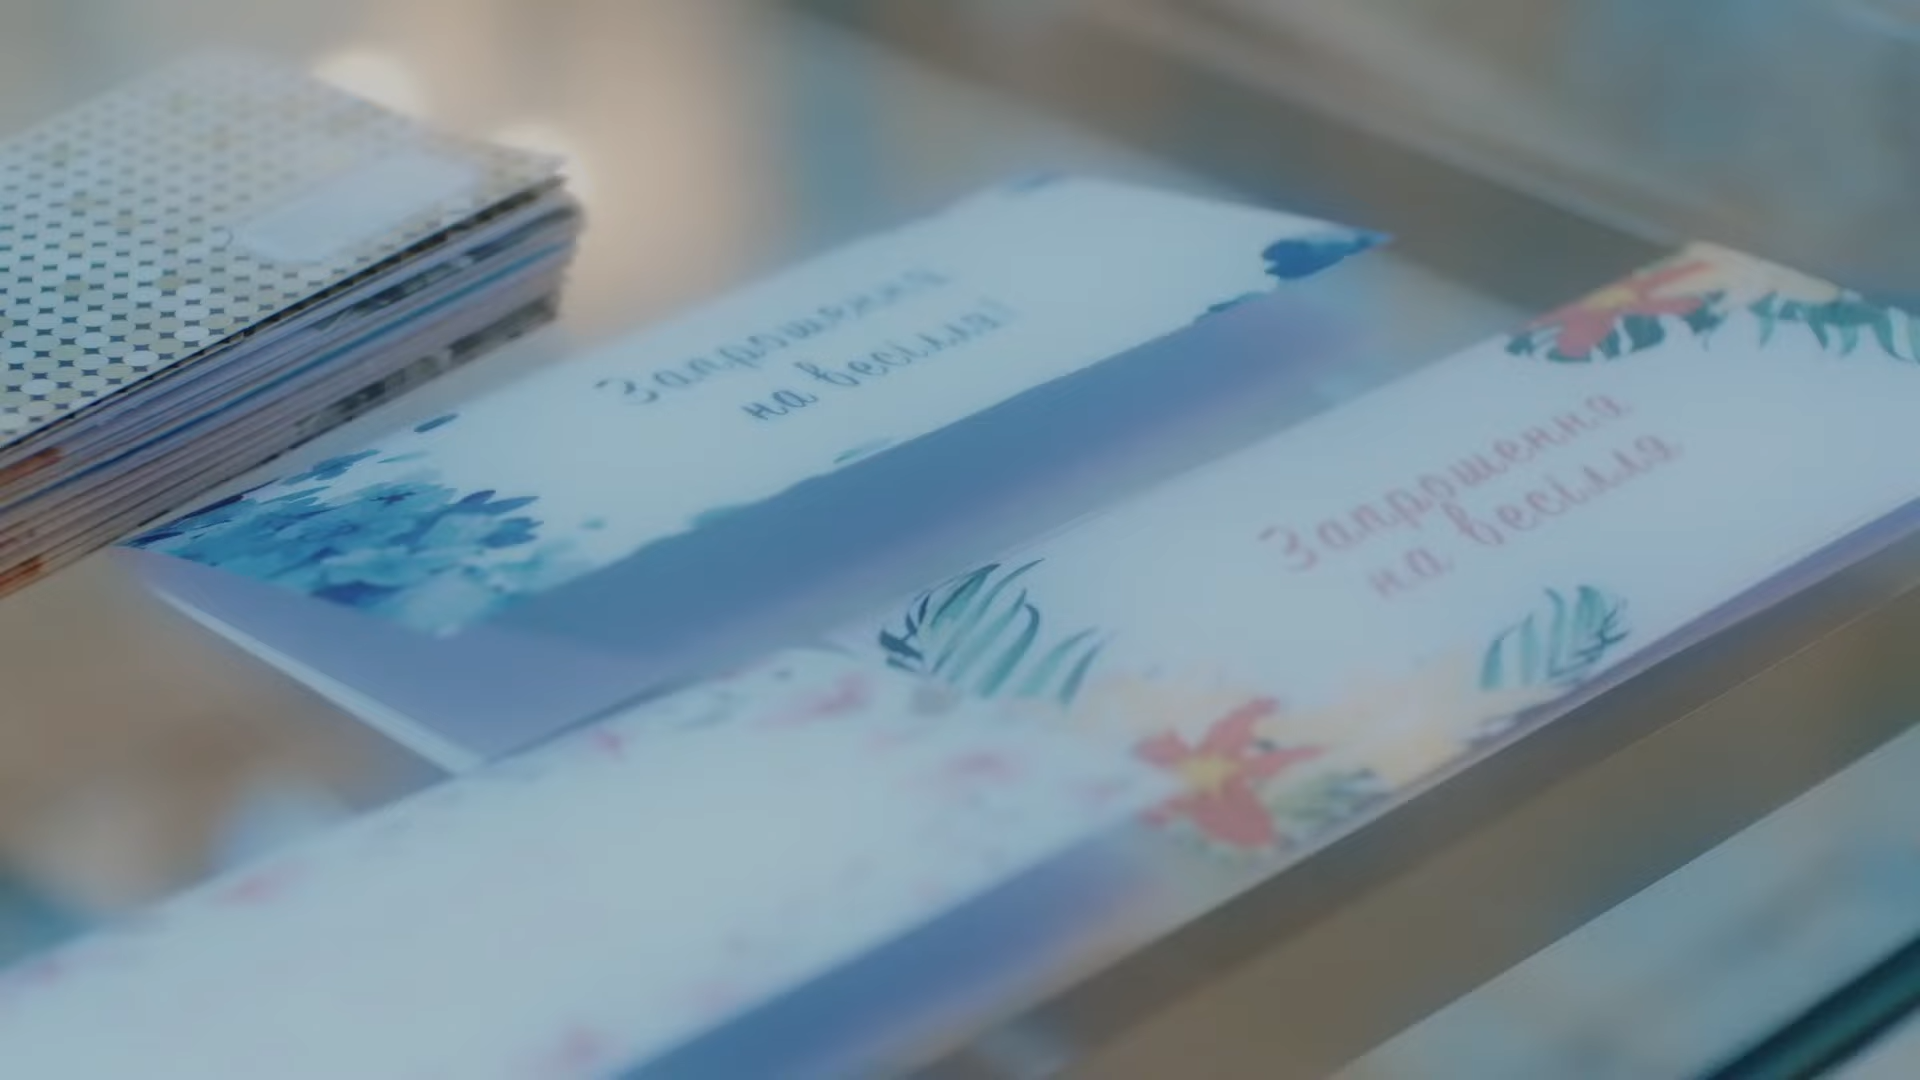 Запрошення
на весілля!
Запрошення
на весілля